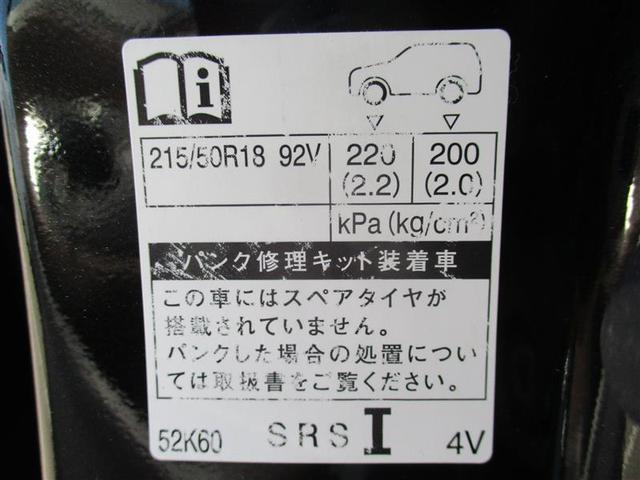 215/50R18 92V 220 200
(2.2) (2.0)
kPa (kg/cm²)
パンク修理キット装着車
この車にはスペアタイヤが
搭載されていません。
パンクした場合の処置につい
ては取扱書をご覧ください。
52K60 SRS I 4V